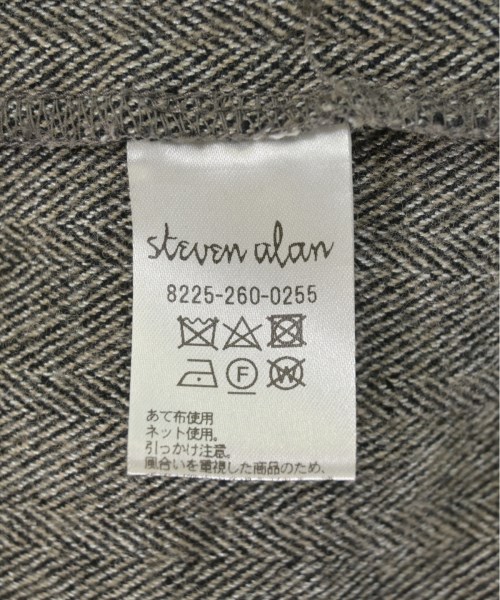 steven alan
8225-260-0255
F
W
あて布使用
ネット使用。
引っかけ注意。
風合いを重視した商品のため、